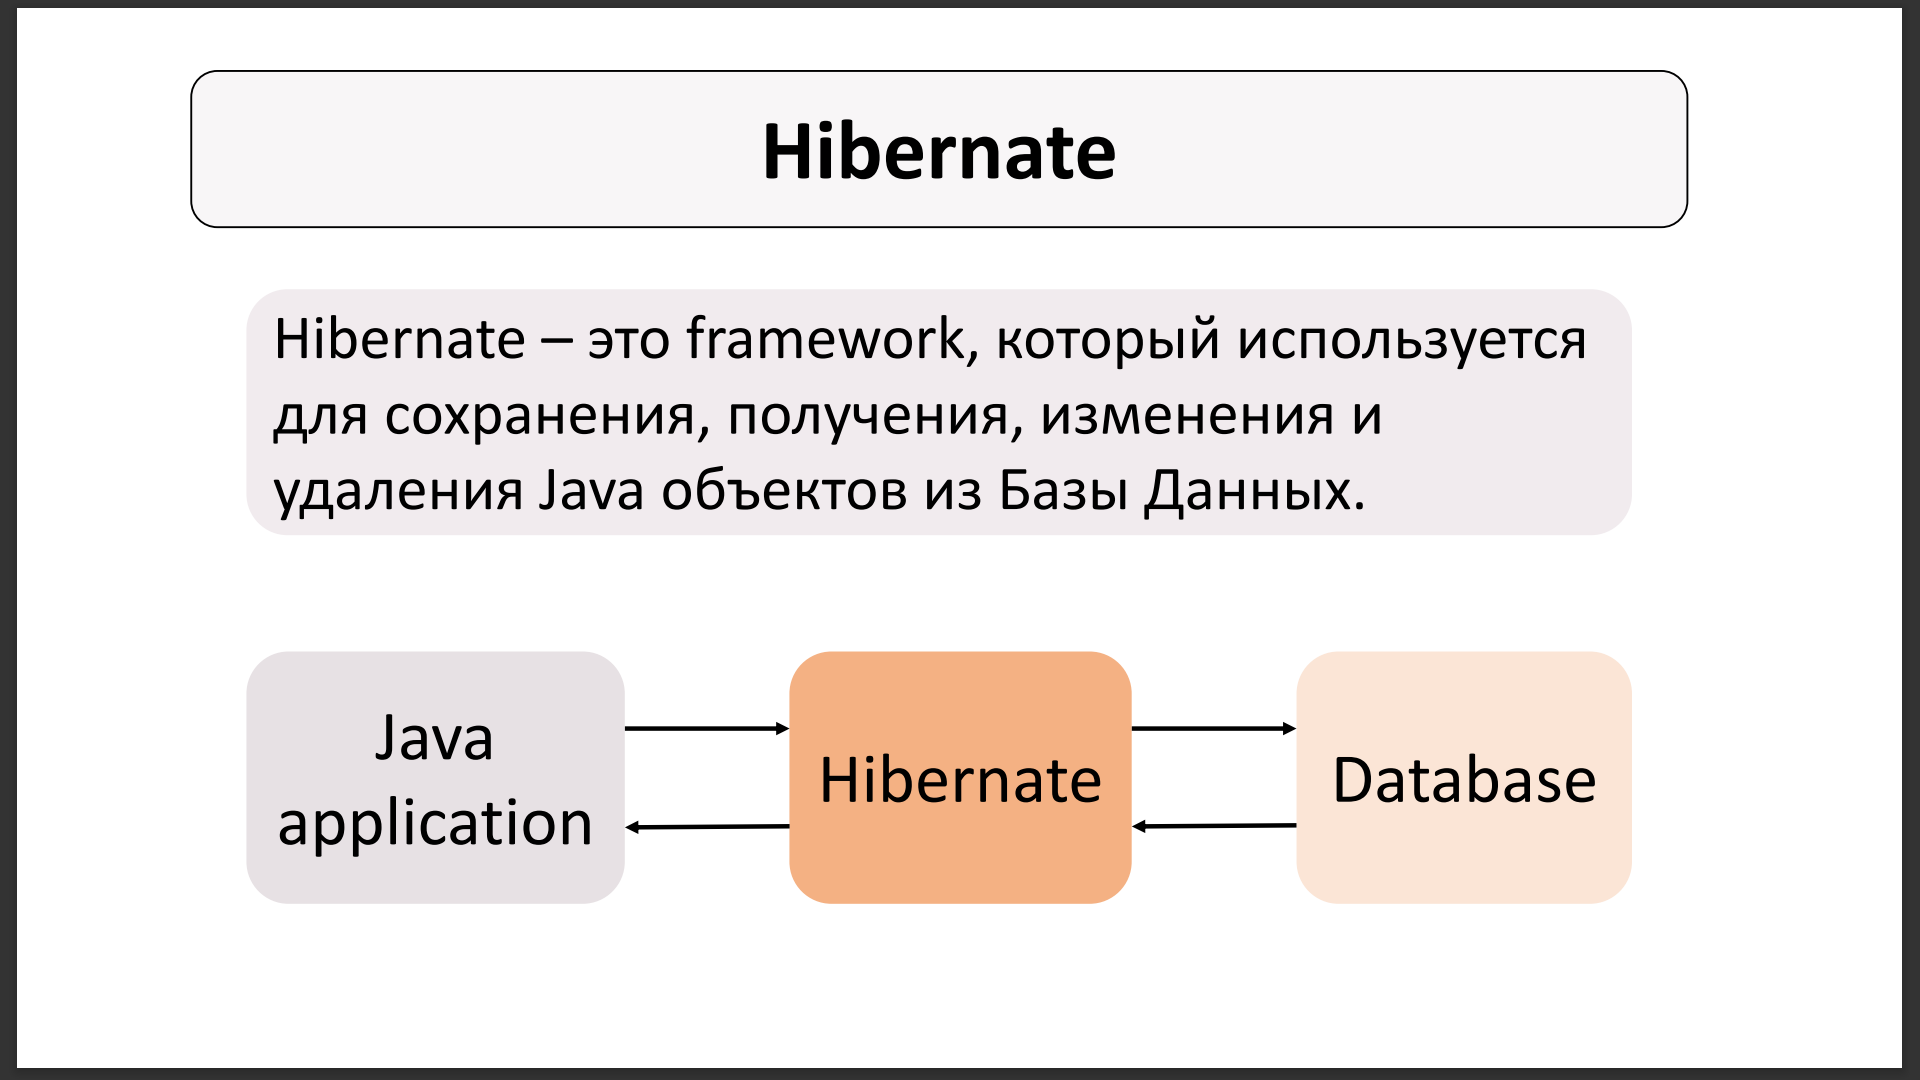 Hibernate
Hibernate – это framework, который используется
для сохранения, получения, изменения и
удаления Java объектов из Базы Данных.
Java
application
Hibernate
Database